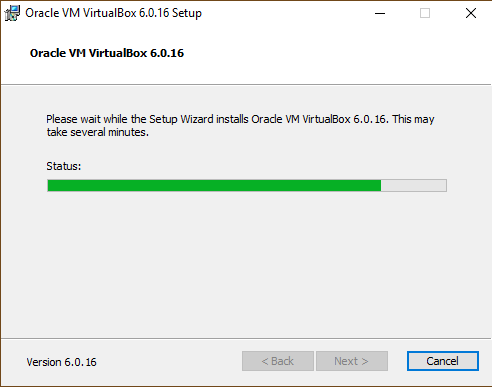 Oracle VM VirtualBox 6.0.16 Setup
Oracle VM VirtualBox 6.0.16
Please wait while the Setup Wizard installs Oracle VM VirtualBox 6.0.16. This may
take several minutes.
Status:
Version 6.0.16
< Back
Next >
Cancel